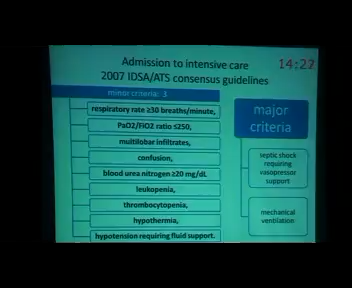 Admission to intensive care
2007 IDSA/ATS consensus guidelines
14:27
minor criteria: 3
respiratory rate ≥30 breaths/minute,
PaO2/FiO2 ratio ≤250,
multilobar infiltrates,
confusion,
blood urea nitrogen ≥20 mg/dL
leukopenia,
thrombocytopenia,
hypothermia,
hypotension requiring fluid support.
major
criteria
septic shock
requiring
vasopressor
support
mechanical
ventilation